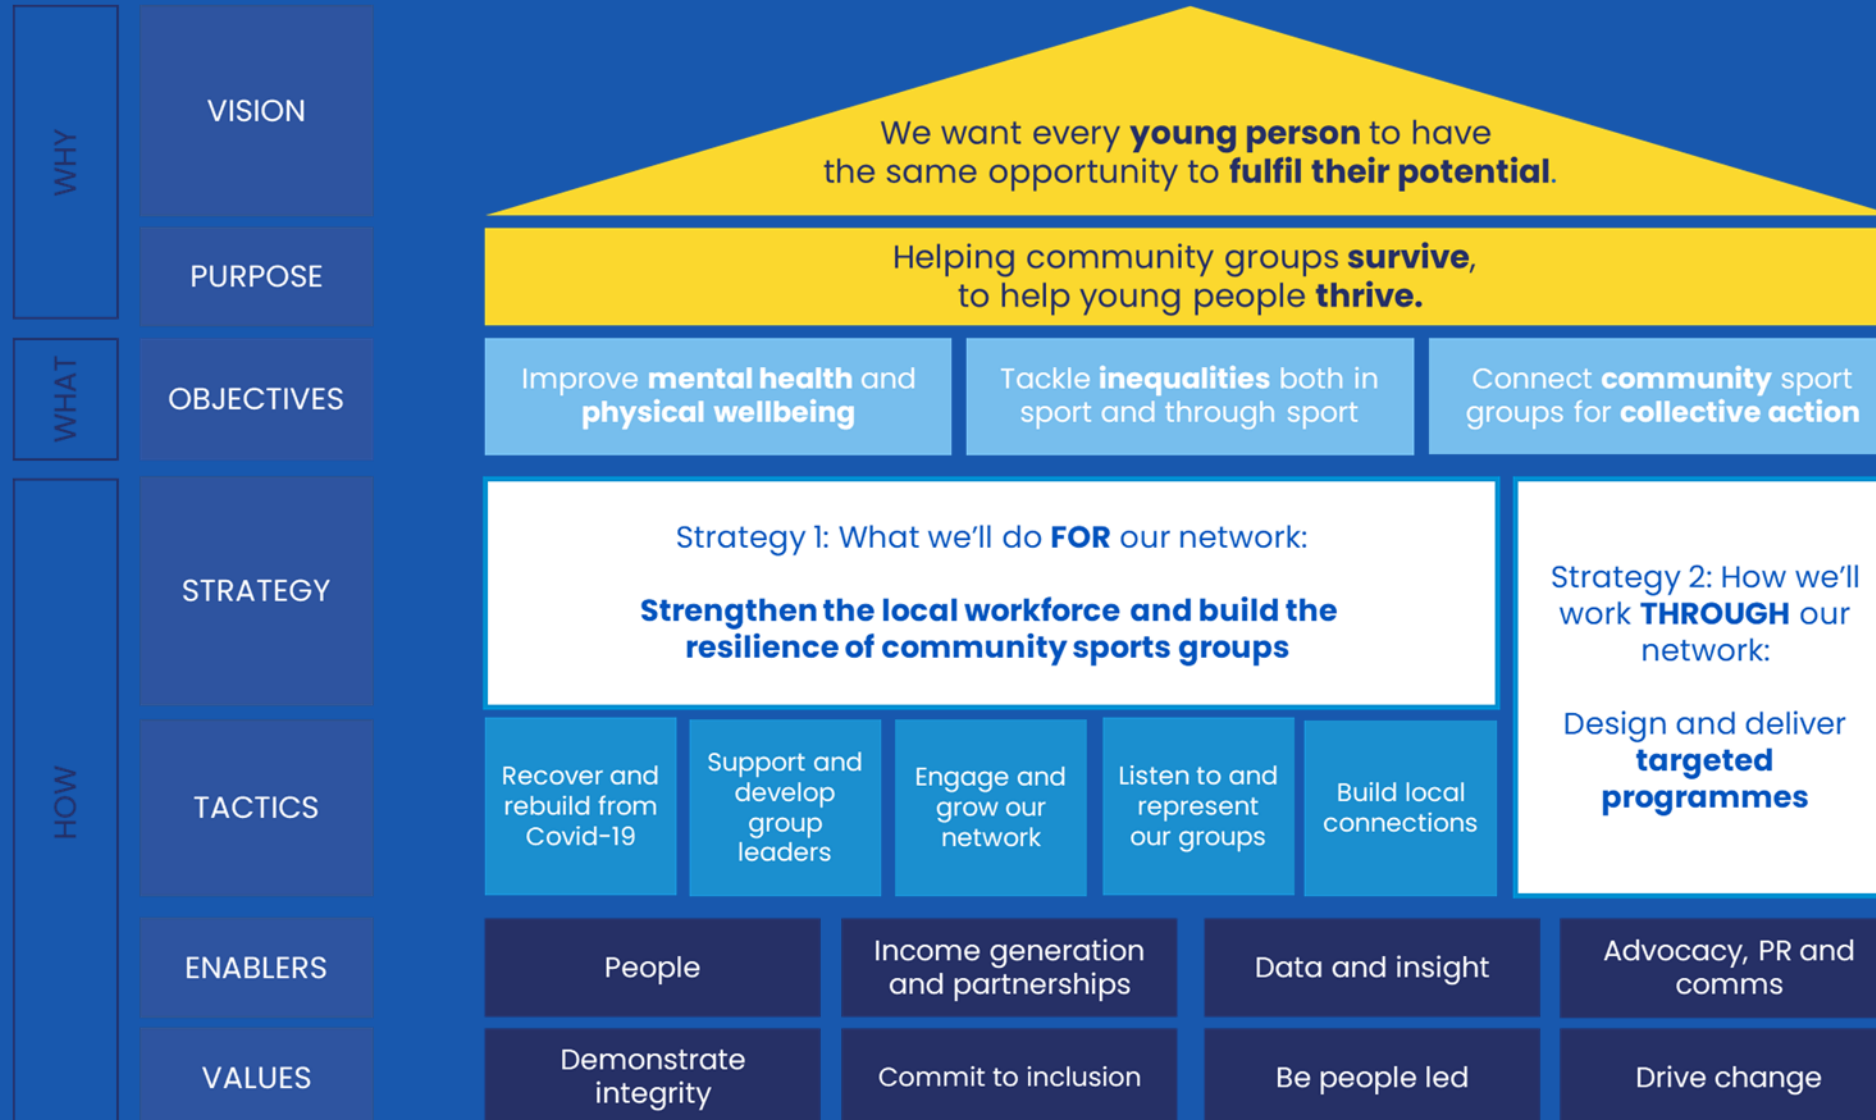 WHY
VISION
We want every young person to have
the same opportunity to fulfil their potential.
PURPOSE
Helping community groups survive,
to help young people thrive.
WHAT
OBJECTIVES
Improve mental health and
physical wellbeing
Tackle inequalities both in
sport and through sport
Connect community sport
groups for collective action
HOW
STRATEGY
Strategy 1: What we'll do FOR our network:
Strengthen the local workforce and build the
resilience of community sports groups
Strategy 2: How we'll
work THROUGH our
network:
Design and deliver
targeted
programmes
TACTICS
Recover and
rebuild from
Covid-19
Support and
develop
group
leaders
Engage and
grow our
network
Listen to and
represent
our groups
Build local
connections
ENABLERS
People
Income generation
and partnerships
Data and insight
Advocacy, PR and
comms
VALUES
Demonstrate
integrity
Commit to inclusion
Be people led
Drive change